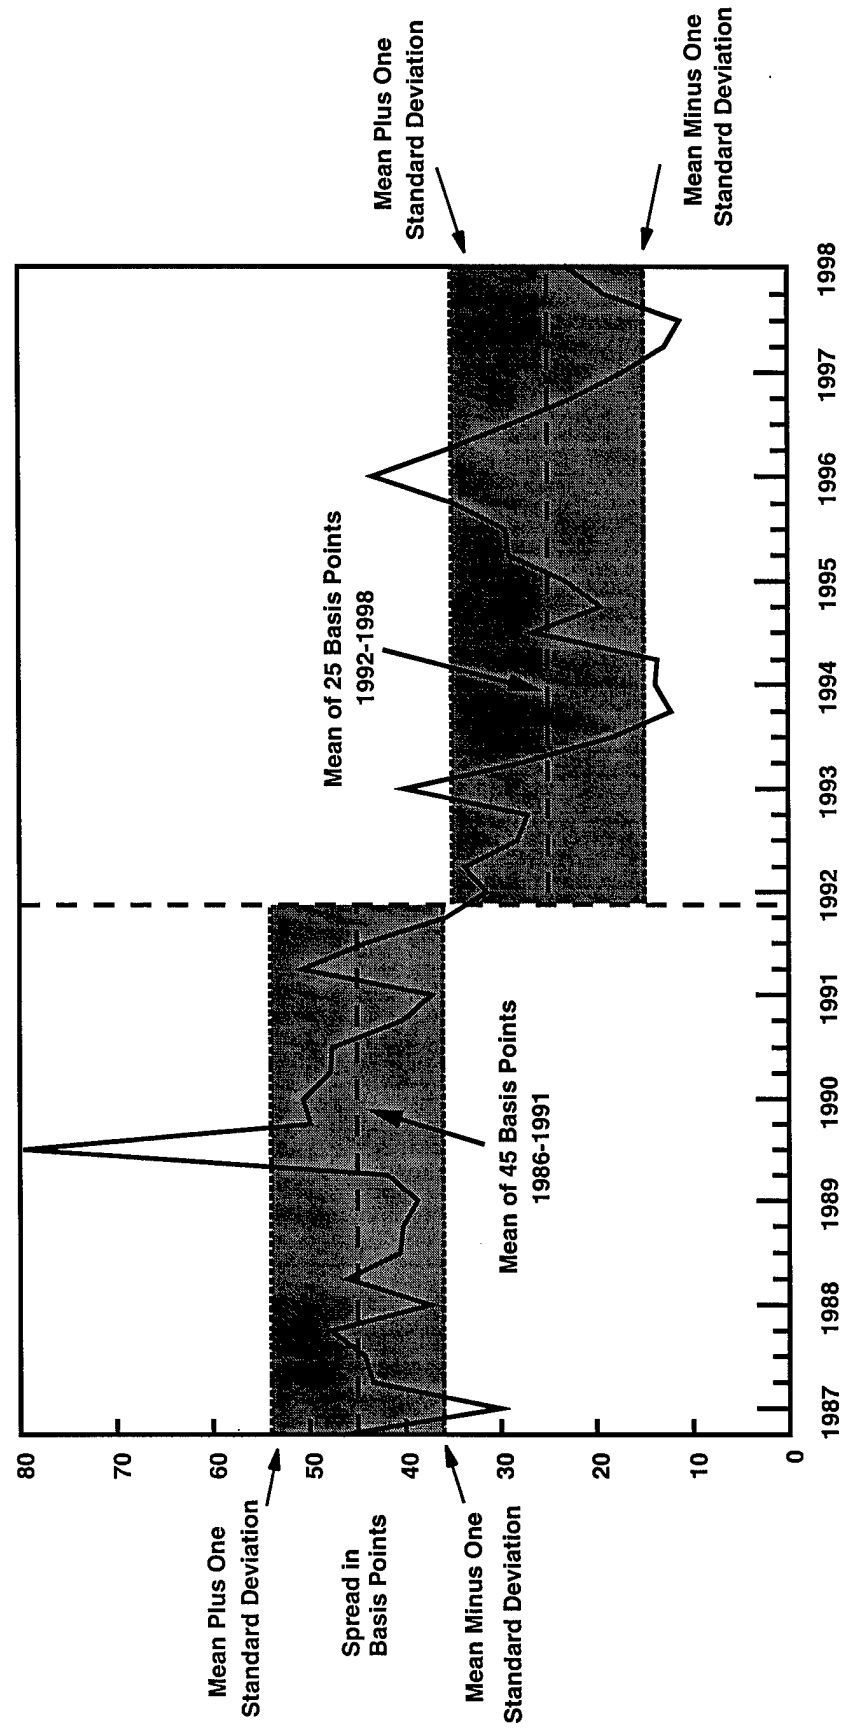 Mean Plus One
Standard Deviation
Spread in
Basis Points
Mean Minus One
Standard Deviation
80
70
60
50
40
30
20
10
0
Mean of 45 Basis Points
1986-1991
Mean of 25 Basis Points
1992-1998
Mean Plus One
Standard Deviation
Mean Minus One
Standard Deviation
1987
1988
1989
1990
1991
1992
1993
1994
1995
1996
1997
1998